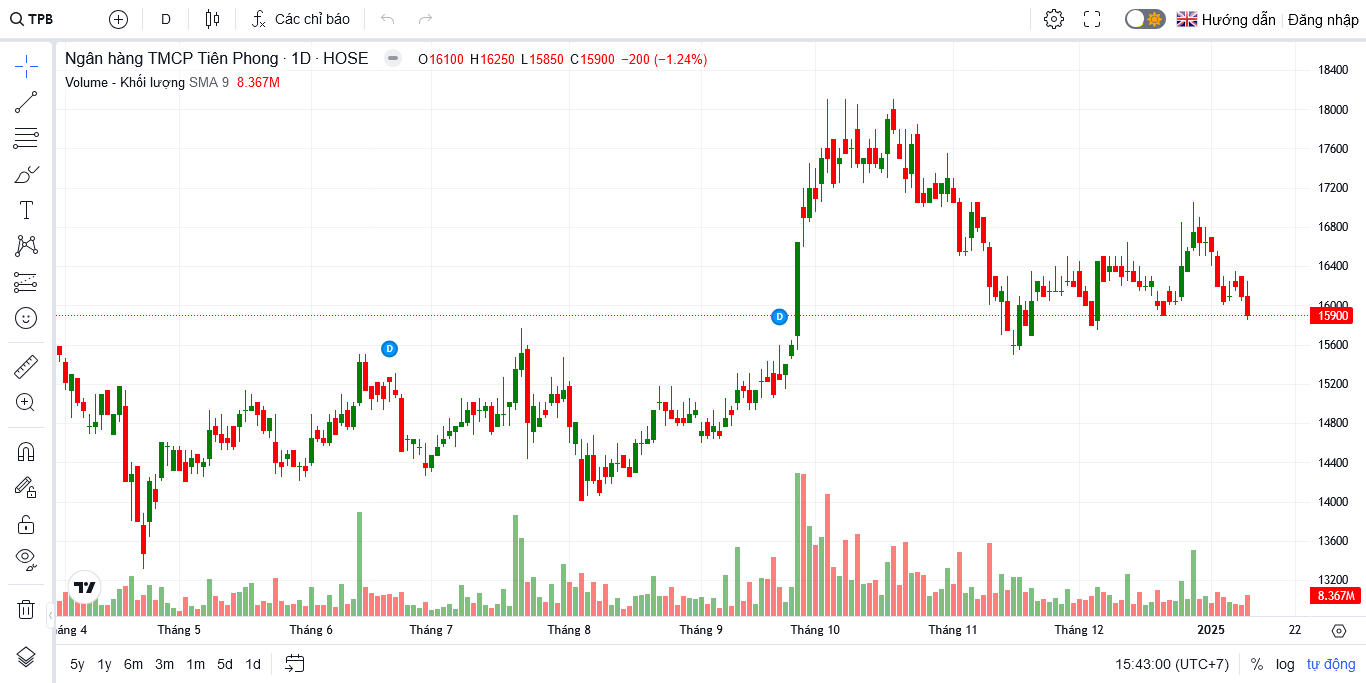 TPB D Các chỉ báo Hướng dẫn Đăng nhập
Ngân hàng TMCP Tiên Phong · 1D · HOSE O16100 H16250 L15850 C15900 −200 (−1.24%)
Volume - Khối lượng SMA 9 8.367M
18400
18000
17600
17200
16800
16400
16000
15900
15600
15200
14800
14400
14000
13600
13200
8.367M
D
D
áng 4 Tháng 5 Tháng 6 Tháng 7 Tháng 8 Tháng 9 Tháng 10 Tháng 11 Tháng 12 2025 22
5y 1y 6m 3m 1m 5d 1d 15:43:00 (UTC+7) % log tự động